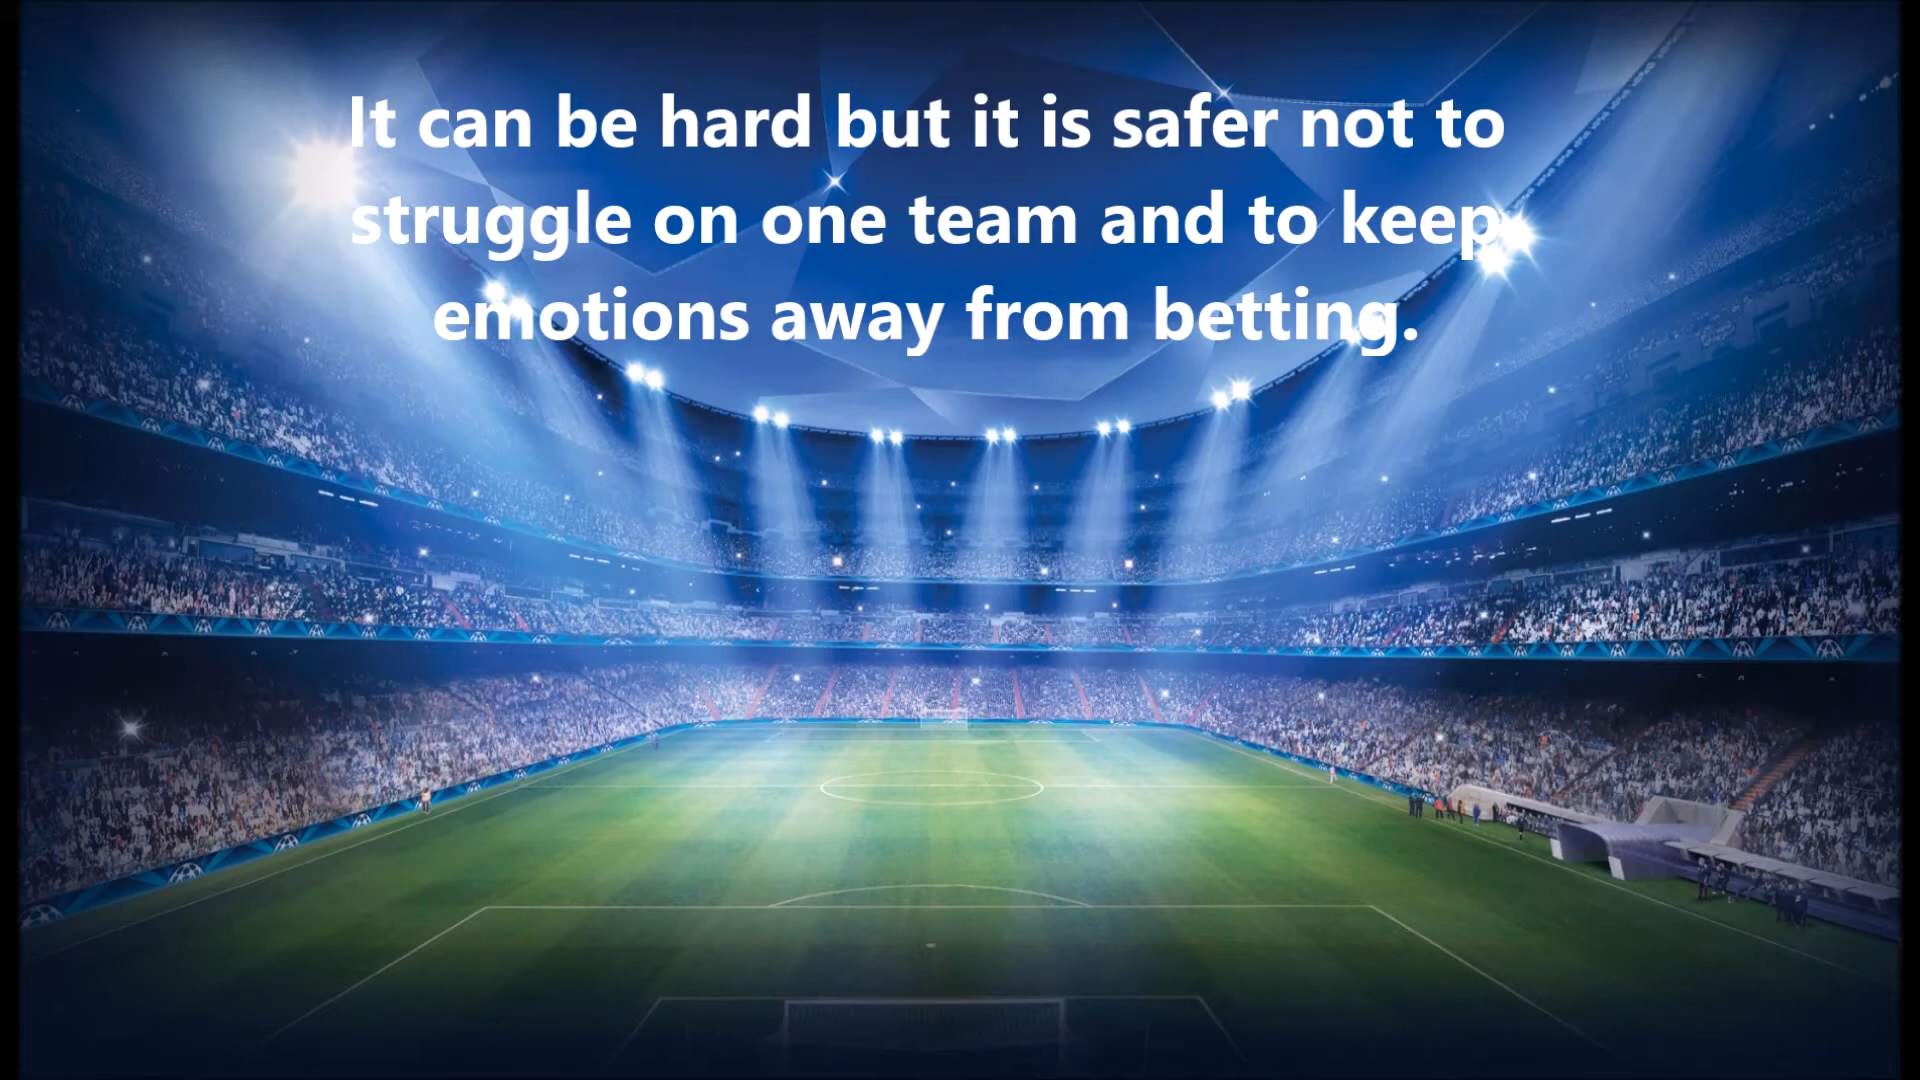 It can be hard but it is safer not to
struggle on one team and to keep
emotions away from betting.